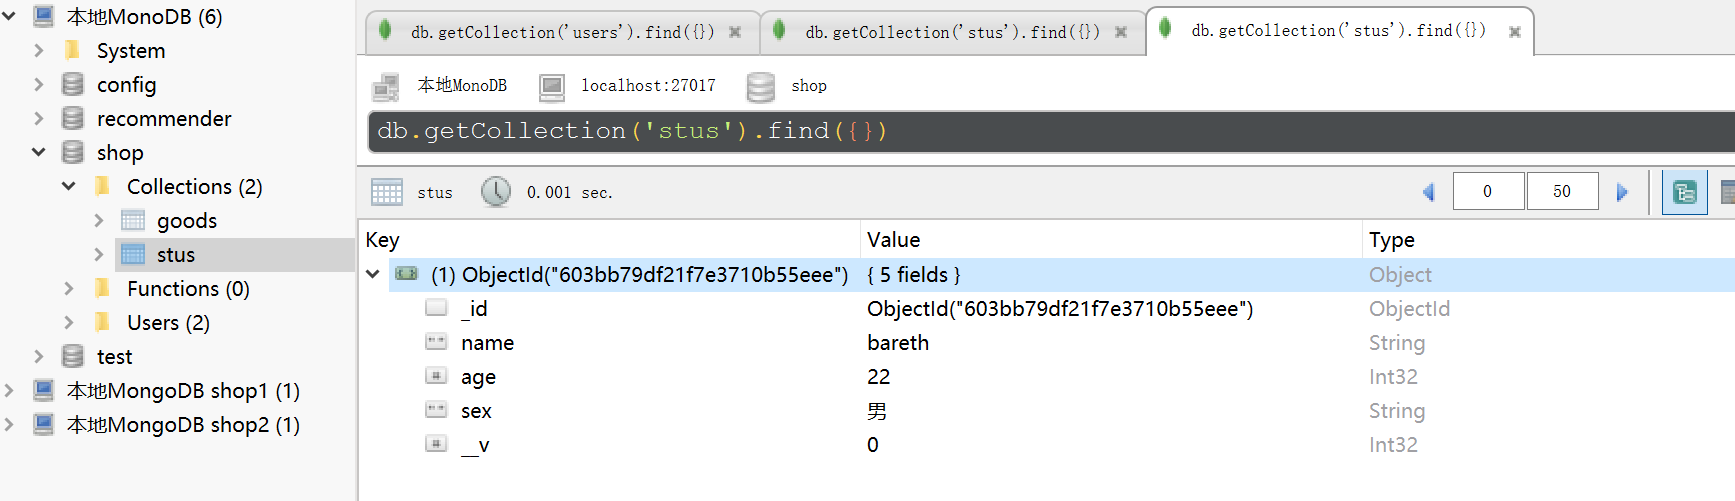 本地MonoDB (6)
System
config
recommender
shop
Collections (2)
goods
stus
Functions (0)
Users (2)
test
本地MongoDB shop1 (1)
本地MongoDB shop2 (1)
db.getCollection('users').find({})
db.getCollection('stus').find({})
db.getCollection('stus').find({})
本地MonoDB localhost:27017 shop
db.getCollection('stus').find({})
stus 0.001 sec. 0 50
Key Value Type
(1) ObjectId("603bb79df21f7e3710b55eee") { 5 fields } Object
_id ObjectId("603bb79df21f7e3710b55eee") ObjectId
name bareth String
age 22 Int32
sex 男 String
__v 0 Int32